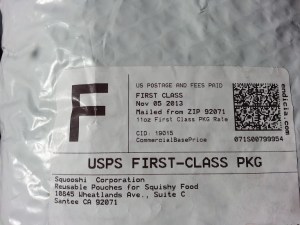 F
US POSTAGE AND FEES PAID
FIRST CLASS
Nov 05 2013
Mailed from ZIP 92071
11oz First Class PKG Rate
CID: 19015
CommercialBasePrice
endicia.com
071500799954
USPS FIRST-CLASS PKG
Squooshi Corporation
Reusable Pouches for Squishy Food
10845 Wheatlands Ave., Suite C
Santee CA 92071